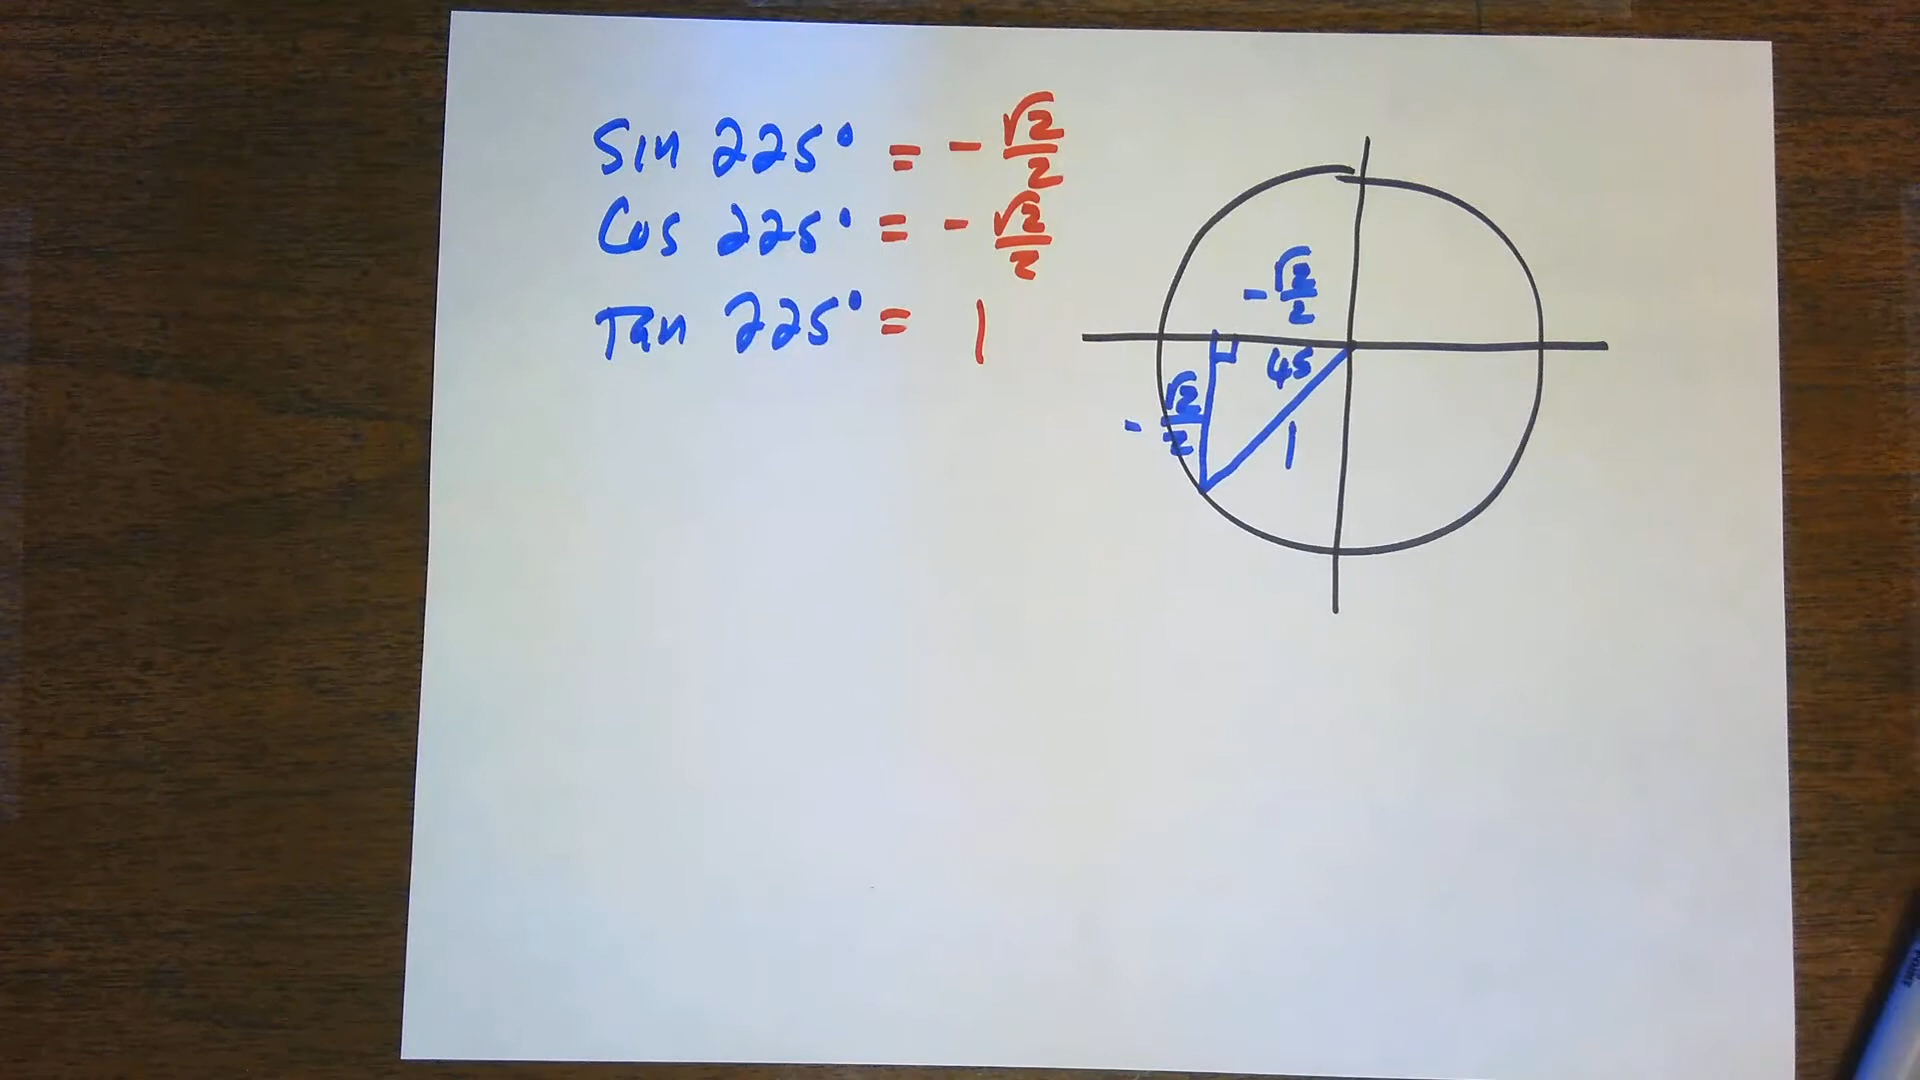 Sin 225° = - √2/2
Cos 225° = - √2/2
Tan 225° = 1
- √2/2
45
- √2/2
1